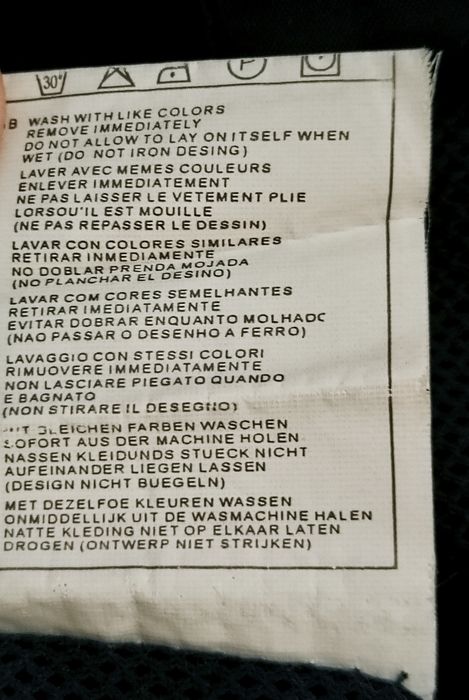 30° P
B WASH WITH LIKE COLORS
REMOVE IMMEDIATELY
DO NOT ALLOW TO LAY ON ITSELF WHEN
WET (DO NOT IRON DESING)
LAVER AVEC MEMES COULEURS
ENLEVER IMMEDIATEMENT
NE PAS LAISSER LE VETEMENT PLIE
LORSOU'IL EST MOUILLE
(NE PAS REPASSER LE DESSIN)
LAVAR CON COLORES SIMILARES
RETIRAR INMEDIAMENTE
NO DOBLAR PRENDA MOJADA
(NO PLANCHAR EL DESINO)
LAVAR COM CORES SEMELHANTES
RETIRAR IMEDIATAMENTE
EVITAR DOBRAR ENQUANTO MOLHADO
(NAO PASSAR O DESENHO A FERRO)
LAVAGGIO CON STESSI COLORI
RIMUOVERE IMMEDIATAMENTE
NON LASCIARE PIEGATO QUANDO
E BAGNATO
(NON STIRARE IL DESEGNO)
MIT GLEICHEN FARBEN WASCHEN
SOFORT AUS DER MACHINE HOLEN
NASSEN KLEIDUNDS STUECK NICHT
AUFEINANDER LIEGEN LASSEN
(DESIGN NICHT BUEGELN)
MET DEZELFOE KLEUREN WASSEN
ONMIDDELLIJK UIT DE WASMACHINE HALEN
NATTE KLEDING NIET OP ELKAAR LATEN
DROGEN (ONTWERP NIET STRIJKEN)